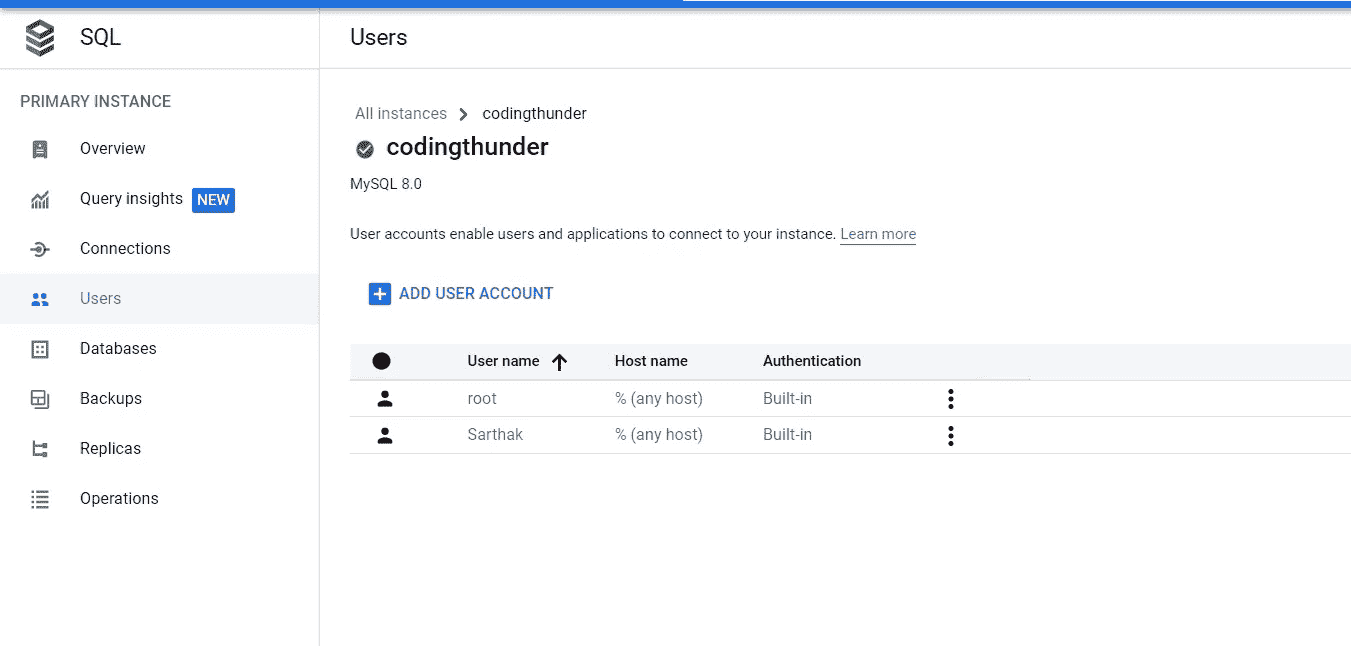 SQL
Users
PRIMARY INSTANCE
Overview
Query insights NEW
Connections
Users
Databases
Backups
Replicas
Operations
All instances codingthunder
codingthunder
MySQL 8.0
User accounts enable users and applications to connect to your instance. Learn more
ADD USER ACCOUNT
User name Host name Authentication
root % (any host) Built-in
Sarthak % (any host) Built-in